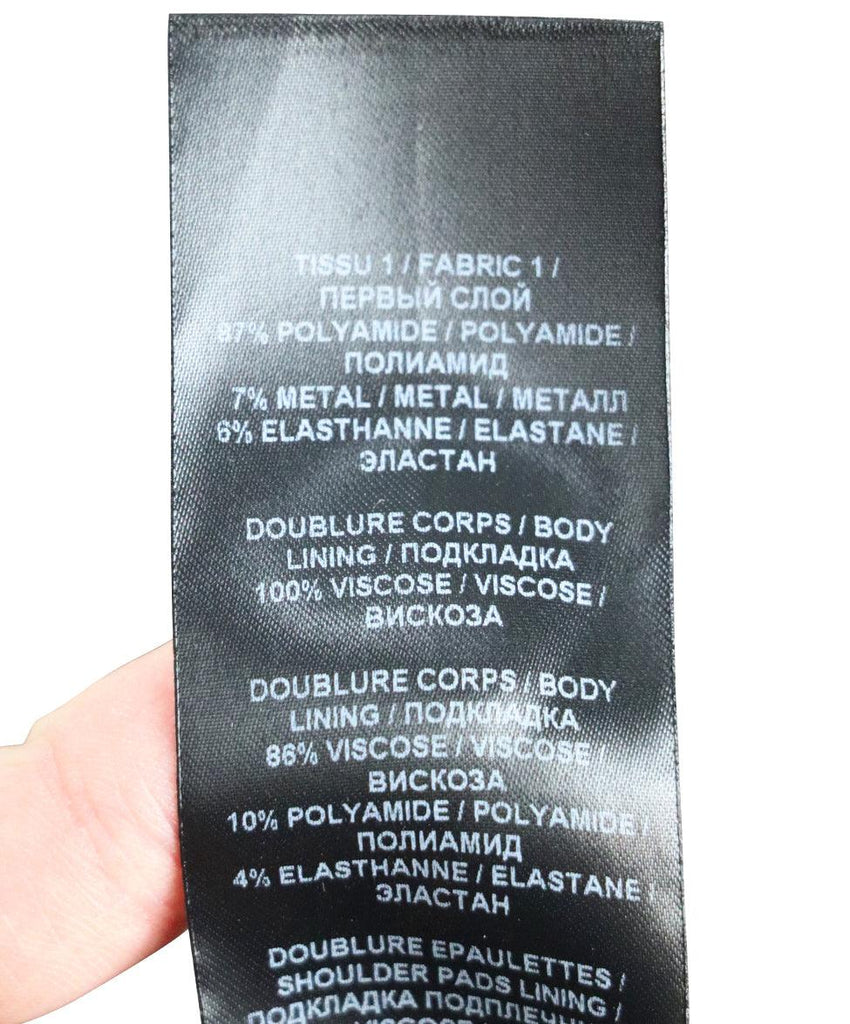 TISSU 1 / FABRIC 1 /
ПЕРВЫЙ СЛОЙ
87% POLYAMIDE / POLYAMIDE /
ПОЛИАМИД
7% METAL / METAL / МЕТАЛЛ
6% ELASTHANNE / ELASTANE /
ЭЛАСТАН
DOUBLURE CORPS / BODY
LINING / ПОДКЛАДКА
100% VISCOSE / VISCOSE /
ВИСКОЗА
DOUBLURE CORPS / BODY
LINING / ПОДКЛАДКА
86% VISCOSE / VISCOSE /
ВИСКОЗА
10% POLYAMIDE / POLYAMIDE /
ПОЛИАМИД
4% ELASTHANNE / ELASTANE /
ЭЛАСТАН
DOUBLURE EPAULETTES /
SHOULDER PADS LINING /
ПОДКЛАДКА
VISCOSE